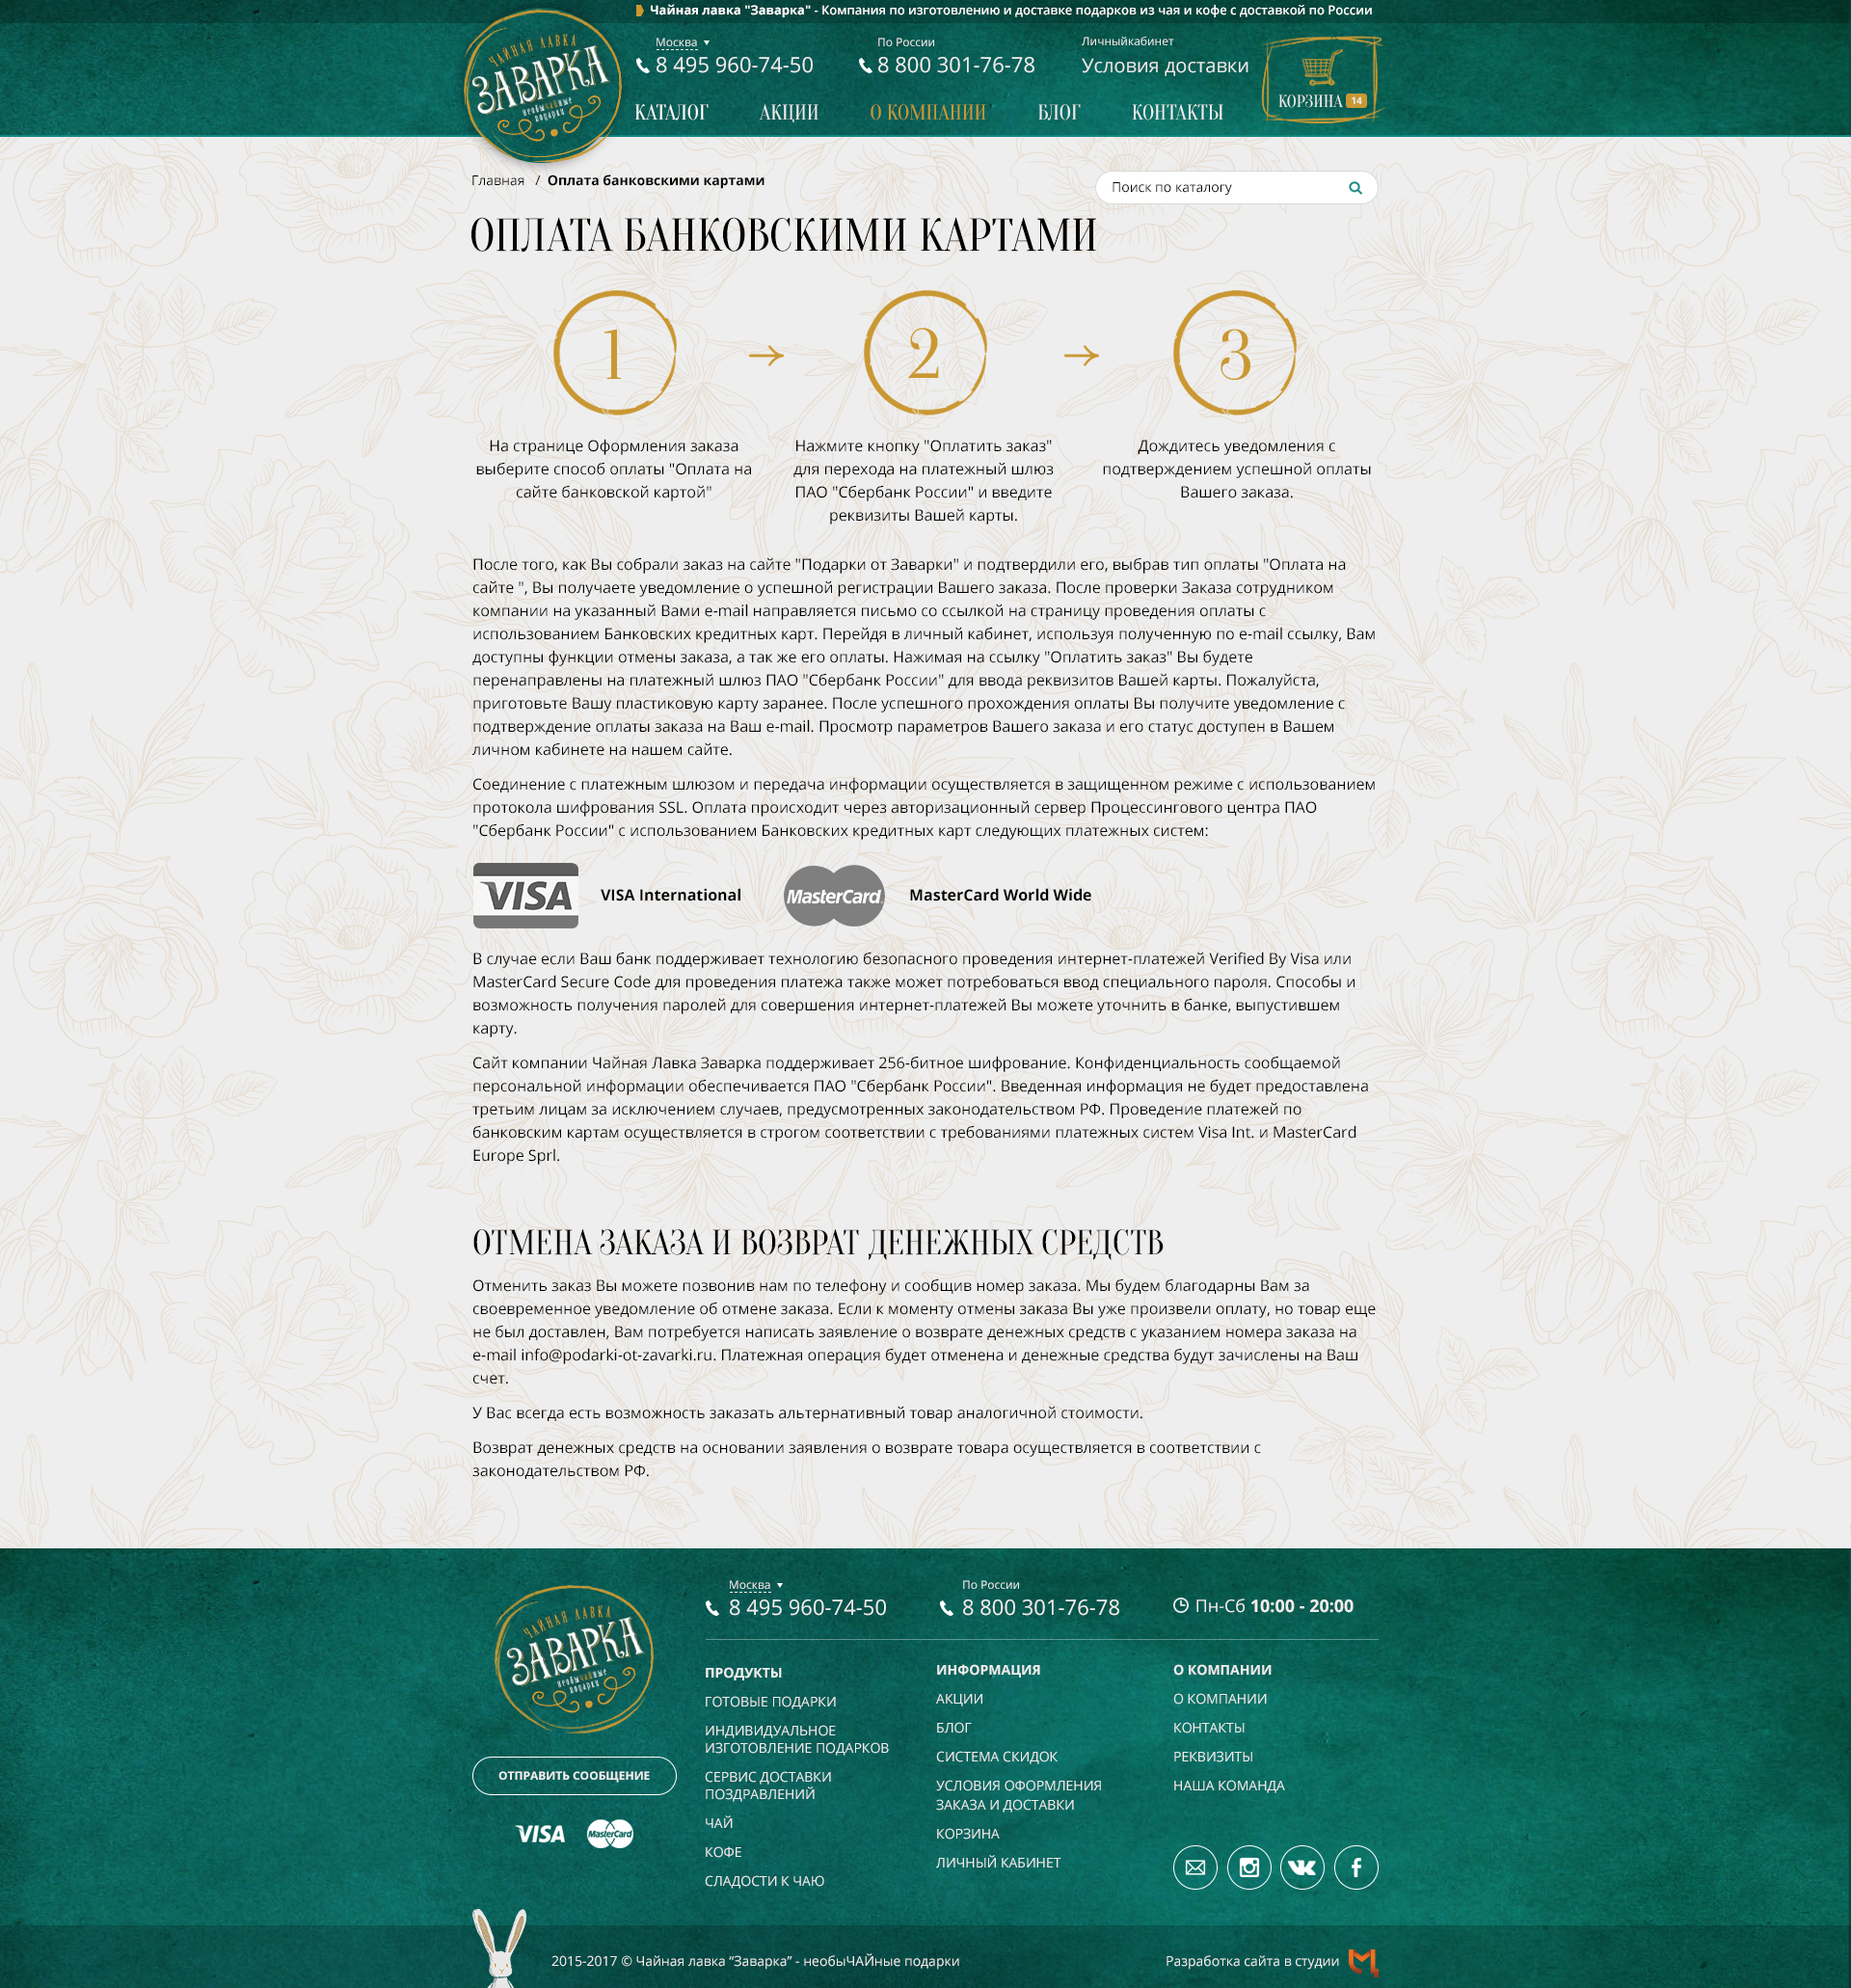 Чайная лавка "Заварка" - Компания по изготовлению и доставке подарков из чая и кофе с доставкой по России
ЧАЙНАЯ ЛАВКА
ЗАВАРКА
необыЧАЙные
подарки
Москва
8 495 960-74-50
По России
8 800 301-76-78
Личныйкабинет
Условия доставки
КОРЗИНА 14
КАТАЛОГ АКЦИИ О КОМПАНИИ БЛОГ КОНТАКТЫ
Главная / Оплата банковскими картами
Поиск по каталогу
ОПЛАТА БАНКОВСКИМИ КАРТАМИ
1
2
3
На странице Оформления заказа
выберите способ оплаты "Оплата на
сайте банковской картой"
Нажмите кнопку "Оплатить заказ"
для перехода на платежный шлюз
ПАО "Сбербанк России" и введите
реквизиты Вашей карты.
Дождитесь уведомления с
подтверждением успешной оплаты
Вашего заказа.
После того, как Вы собрали заказ на сайте "Подарки от Заварки" и подтвердили его, выбрав тип оплаты "Оплата на
сайте ", Вы получаете уведомление о успешной регистрации Вашего заказа. После проверки Заказа сотрудником
компании на указанный Вами e-mail направляется письмо со ссылкой на страницу проведения оплаты с
использованием Банковских кредитных карт. Перейдя в личный кабинет, используя полученную по e-mail ссылку, Вам
доступны функции отмены заказа, а так же его оплаты. Нажимая на ссылку "Оплатить заказ" Вы будете
перенаправлены на платежный шлюз ПАО "Сбербанк России" для ввода реквизитов Вашей карты. Пожалуйста,
приготовьте Вашу пластиковую карту заранее. После успешного прохождения оплаты Вы получите уведомление с
подтверждение оплаты заказа на Ваш e-mail. Просмотр параметров Вашего заказа и его статус доступен в Вашем
личном кабинете на нашем сайте.
Соединение с платежным шлюзом и передача информации осуществляется в защищенном режиме с использованием
протокола шифрования SSL. Оплата происходит через авторизационный сервер Процессингового центра ПАО
"Сбербанк России" с использованием Банковских кредитных карт следующих платежных систем:
VISA
VISA International
MasterCard
MasterCard World Wide
В случае если Ваш банк поддерживает технологию безопасного проведения интернет-платежей Verified By Visa или
MasterCard Secure Code для проведения платежа также может потребоваться ввод специального пароля. Способы и
возможность получения паролей для совершения интернет-платежей Вы можете уточнить в банке, выпустившем
карту.
Сайт компании Чайная Лавка Заварка поддерживает 256-битное шифрование. Конфиденциальность сообщаемой
персональной информации обеспечивается ПАО "Сбербанк России". Введенная информация не будет предоставлена
третьим лицам за исключением случаев, предусмотренных законодательством РФ. Проведение платежей по
банковским картам осуществляется в строгом соответствии с требованиями платежных систем Visa Int. и MasterCard
Europe Sprl.
ОТМЕНА ЗАКАЗА И ВОЗВРАТ ДЕНЕЖНЫХ СРЕДСТВ
Отменить заказ Вы можете позвонив нам по телефону и сообщив номер заказа. Мы будем благодарны Вам за
своевременное уведомление об отмене заказа. Если к моменту отмены заказа Вы уже произвели оплату, но товар еще
не был доставлен, Вам потребуется написать заявление о возврате денежных средств с указанием номера заказа на
e-mail info@podarki-ot-zavarki.ru. Платежная операция будет отменена и денежные средства будут зачислены на Ваш
счет.
У Вас всегда есть возможность заказать альтернативный товар аналогичной стоимости.
Возврат денежных средств на основании заявления о возврате товара осуществляется в соответствии с
законодательством РФ.
ЧАЙНАЯ ЛАВКА
ЗАВАРКА
необыЧАЙные
подарки
ОТПРАВИТЬ СООБЩЕНИЕ
VISA MasterCard
Москва
8 495 960-74-50
По России
8 800 301-76-78
Пн-Сб 10:00 - 20:00
ПРОДУКТЫ
ГОТОВЫЕ ПОДАРКИ
ИНДИВИДУАЛЬНОЕ
ИЗГОТОВЛЕНИЕ ПОДАРКОВ
СЕРВИС ДОСТАВКИ
ПОЗДРАВЛЕНИЙ
ЧАЙ
КОФЕ
СЛАДОСТИ К ЧАЮ
ИНФОРМАЦИЯ
АКЦИИ
БЛОГ
СИСТЕМА СКИДОК
УСЛОВИЯ ОФОРМЛЕНИЯ
ЗАКАЗА И ДОСТАВКИ
КОРЗИНА
ЛИЧНЫЙ КАБИНЕТ
О КОМПАНИИ
О КОМПАНИИ
КОНТАКТЫ
РЕКВИЗИТЫ
НАША КОМАНДА
2015-2017 © Чайная лавка “Заварка” - необыЧАЙные подарки
Разработка сайта в студии